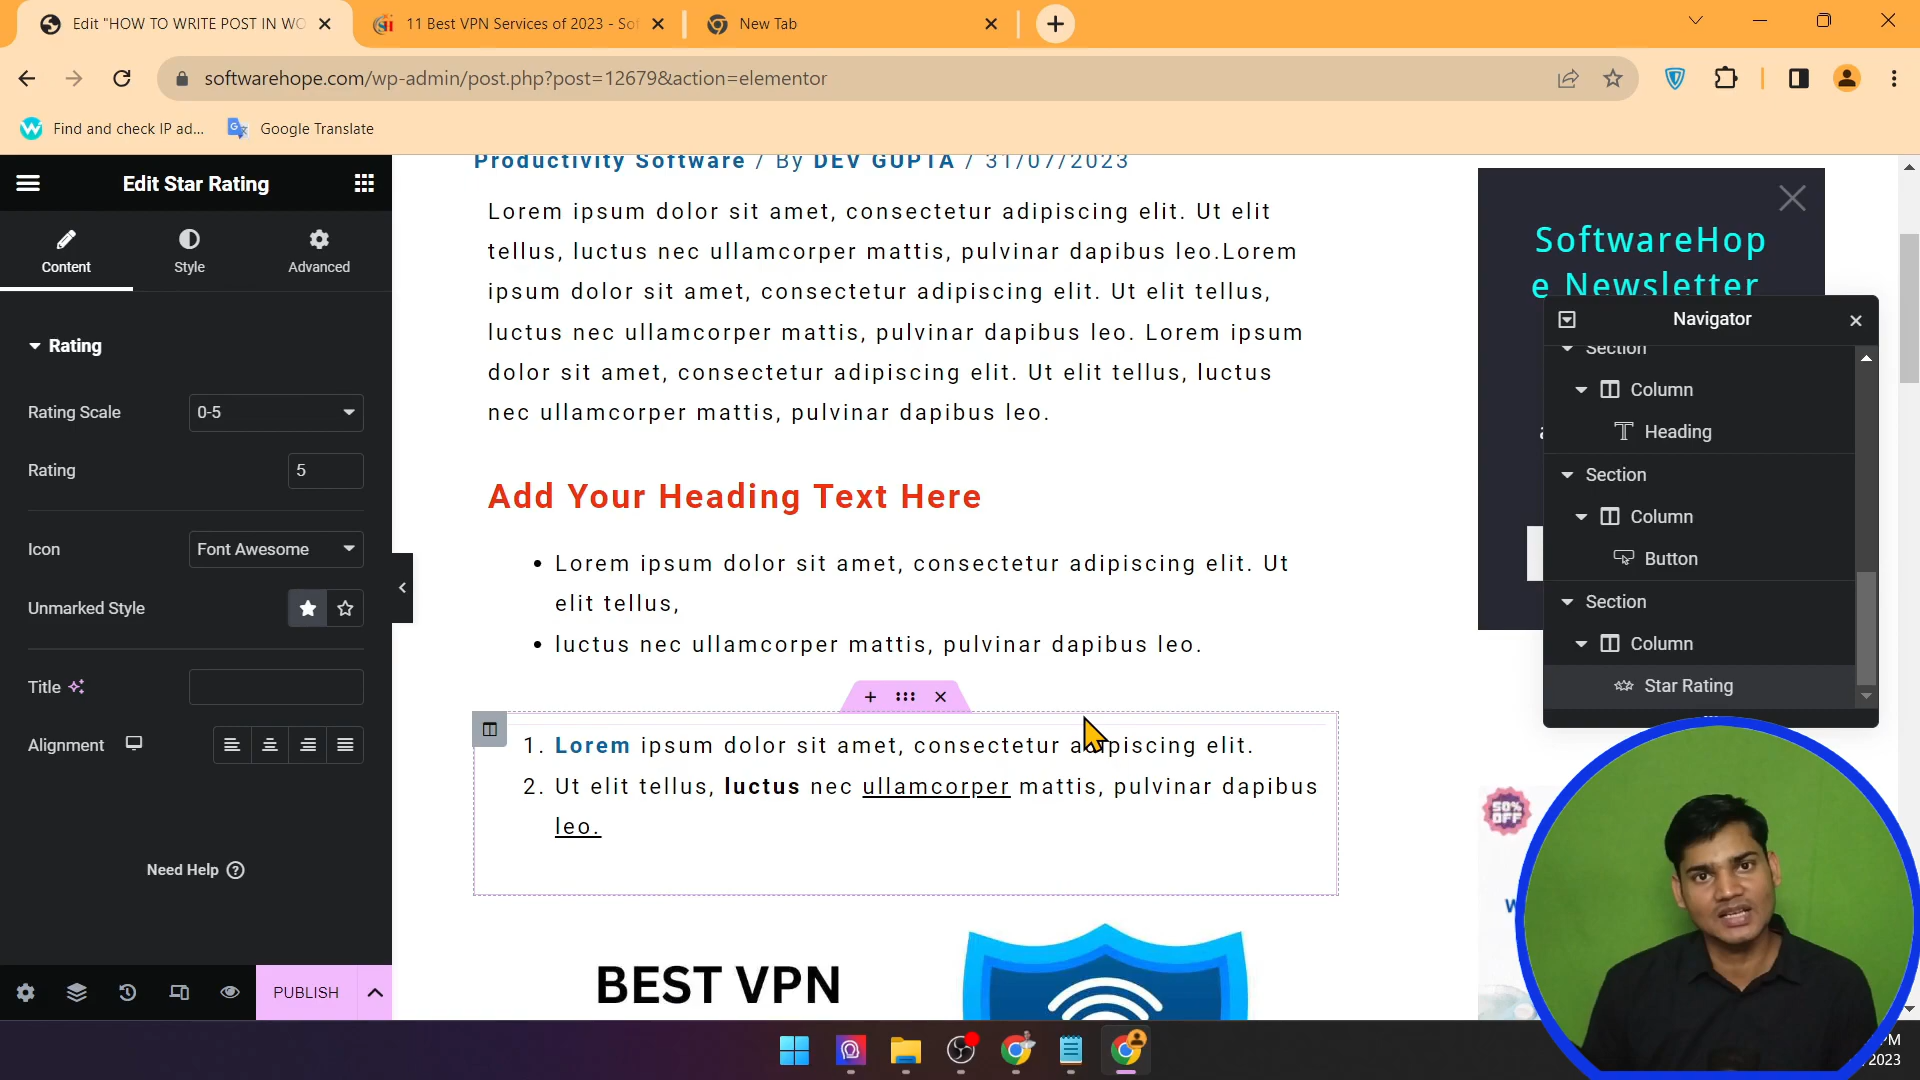 Edit "HOW TO WRITE POST IN WO
11 Best VPN Services of 2023 - Sof
New Tab
softwarehope.com/wp-admin/post.php?post=12679&action=elementor
Find and check IP ad...
Google Translate
Edit Star Rating
Content
Style
Advanced
Rating
Rating Scale
0-5
Rating
5
Icon
Font Awesome
Unmarked Style
Title
Alignment
Need Help
PUBLISH
Productivity Software / By DEV GUPTA / 31/07/2023
Lorem ipsum dolor sit amet, consectetur adipiscing elit. Ut elit
tellus, luctus nec ullamcorper mattis, pulvinar dapibus leo.Lorem
ipsum dolor sit amet, consectetur adipiscing elit. Ut elit tellus,
luctus nec ullamcorper mattis, pulvinar dapibus leo. Lorem ipsum
dolor sit amet, consectetur adipiscing elit. Ut elit tellus, luctus
nec ullamcorper mattis, pulvinar dapibus leo.
Add Your Heading Text Here
• Lorem ipsum dolor sit amet, consectetur adipiscing elit. Ut
elit tellus,
• luctus nec ullamcorper mattis, pulvinar dapibus leo.
1. Lorem ipsum dolor sit amet, consectetur adipiscing elit.
2. Ut elit tellus, luctus nec ullamcorper mattis, pulvinar dapibus
leo.
BEST VPN
SoftwareHop
e Newsletter
Navigator
Section
Column
Heading
Section
Column
Button
Section
Column
Star Rating
50%
OFF
PM
2023